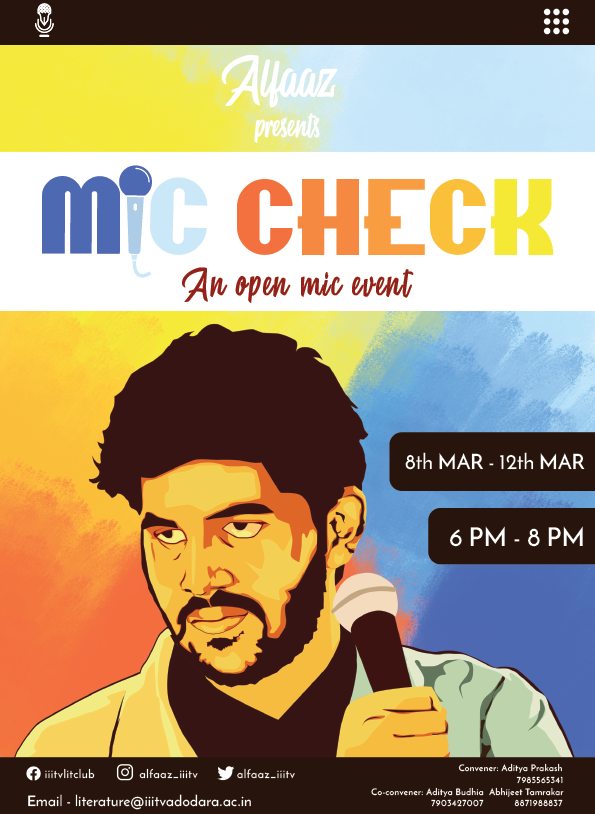 Alfaaz
presents
MIC CHECK
An open mic event
8th MAR - 12th MAR
6 PM - 8 PM
iiitvlitclub alfaaz_iiitv alfaaz_iiitv
Email - literature@iiitvadodara.ac.in
Convener: Aditya Prakash
7985565341
Co-convener: Aditya Budhia Abhijeet Tamrakar
7903427007 8871988837